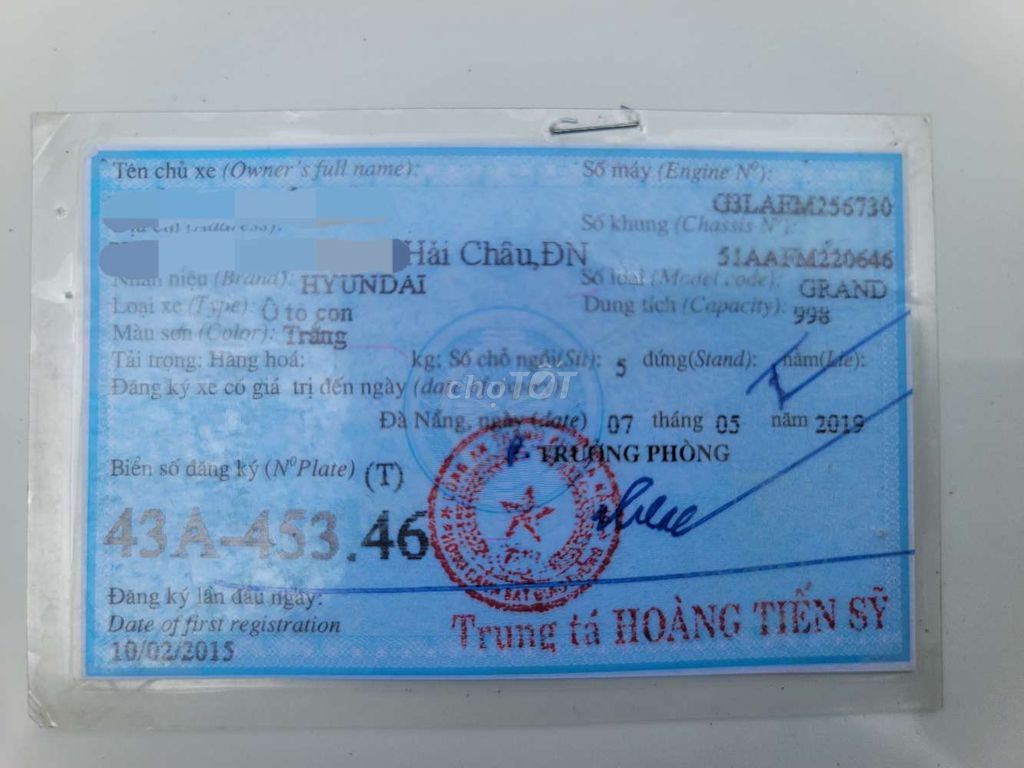 Tên chủ xe (Owner's full name):
Số máy (Engine N⁰):
G3LAEM256730
Số khung (Chassis N⁰):
Hải Châu,ĐN
51AAFM220646
Nhãn hiệu (Brand): HYUNDAI
Số loại (Model code): GRAND
Loại xe (Type): Ô tô con
Dung tích (Capacity): 998
Màu sơn (Color): Trắng
Tải trọng: Hàng hoá: kg; Số chỗ ngồi(Sit): 5 đứng(Stand): nằm(Lie):
Đăng ký xe có giá trị đến ngày
chợTỐT
Đà Nẵng, ngày (date) 07 tháng 05 năm 2019
TRƯỞNG PHÒNG
Biển số đăng ký (N⁰Plate) (T)
43A-453.46
Đăng ký lần đầu ngày:
Date of first registration
10/02/2015
Trung tá HOÀNG TIẾN SỸ